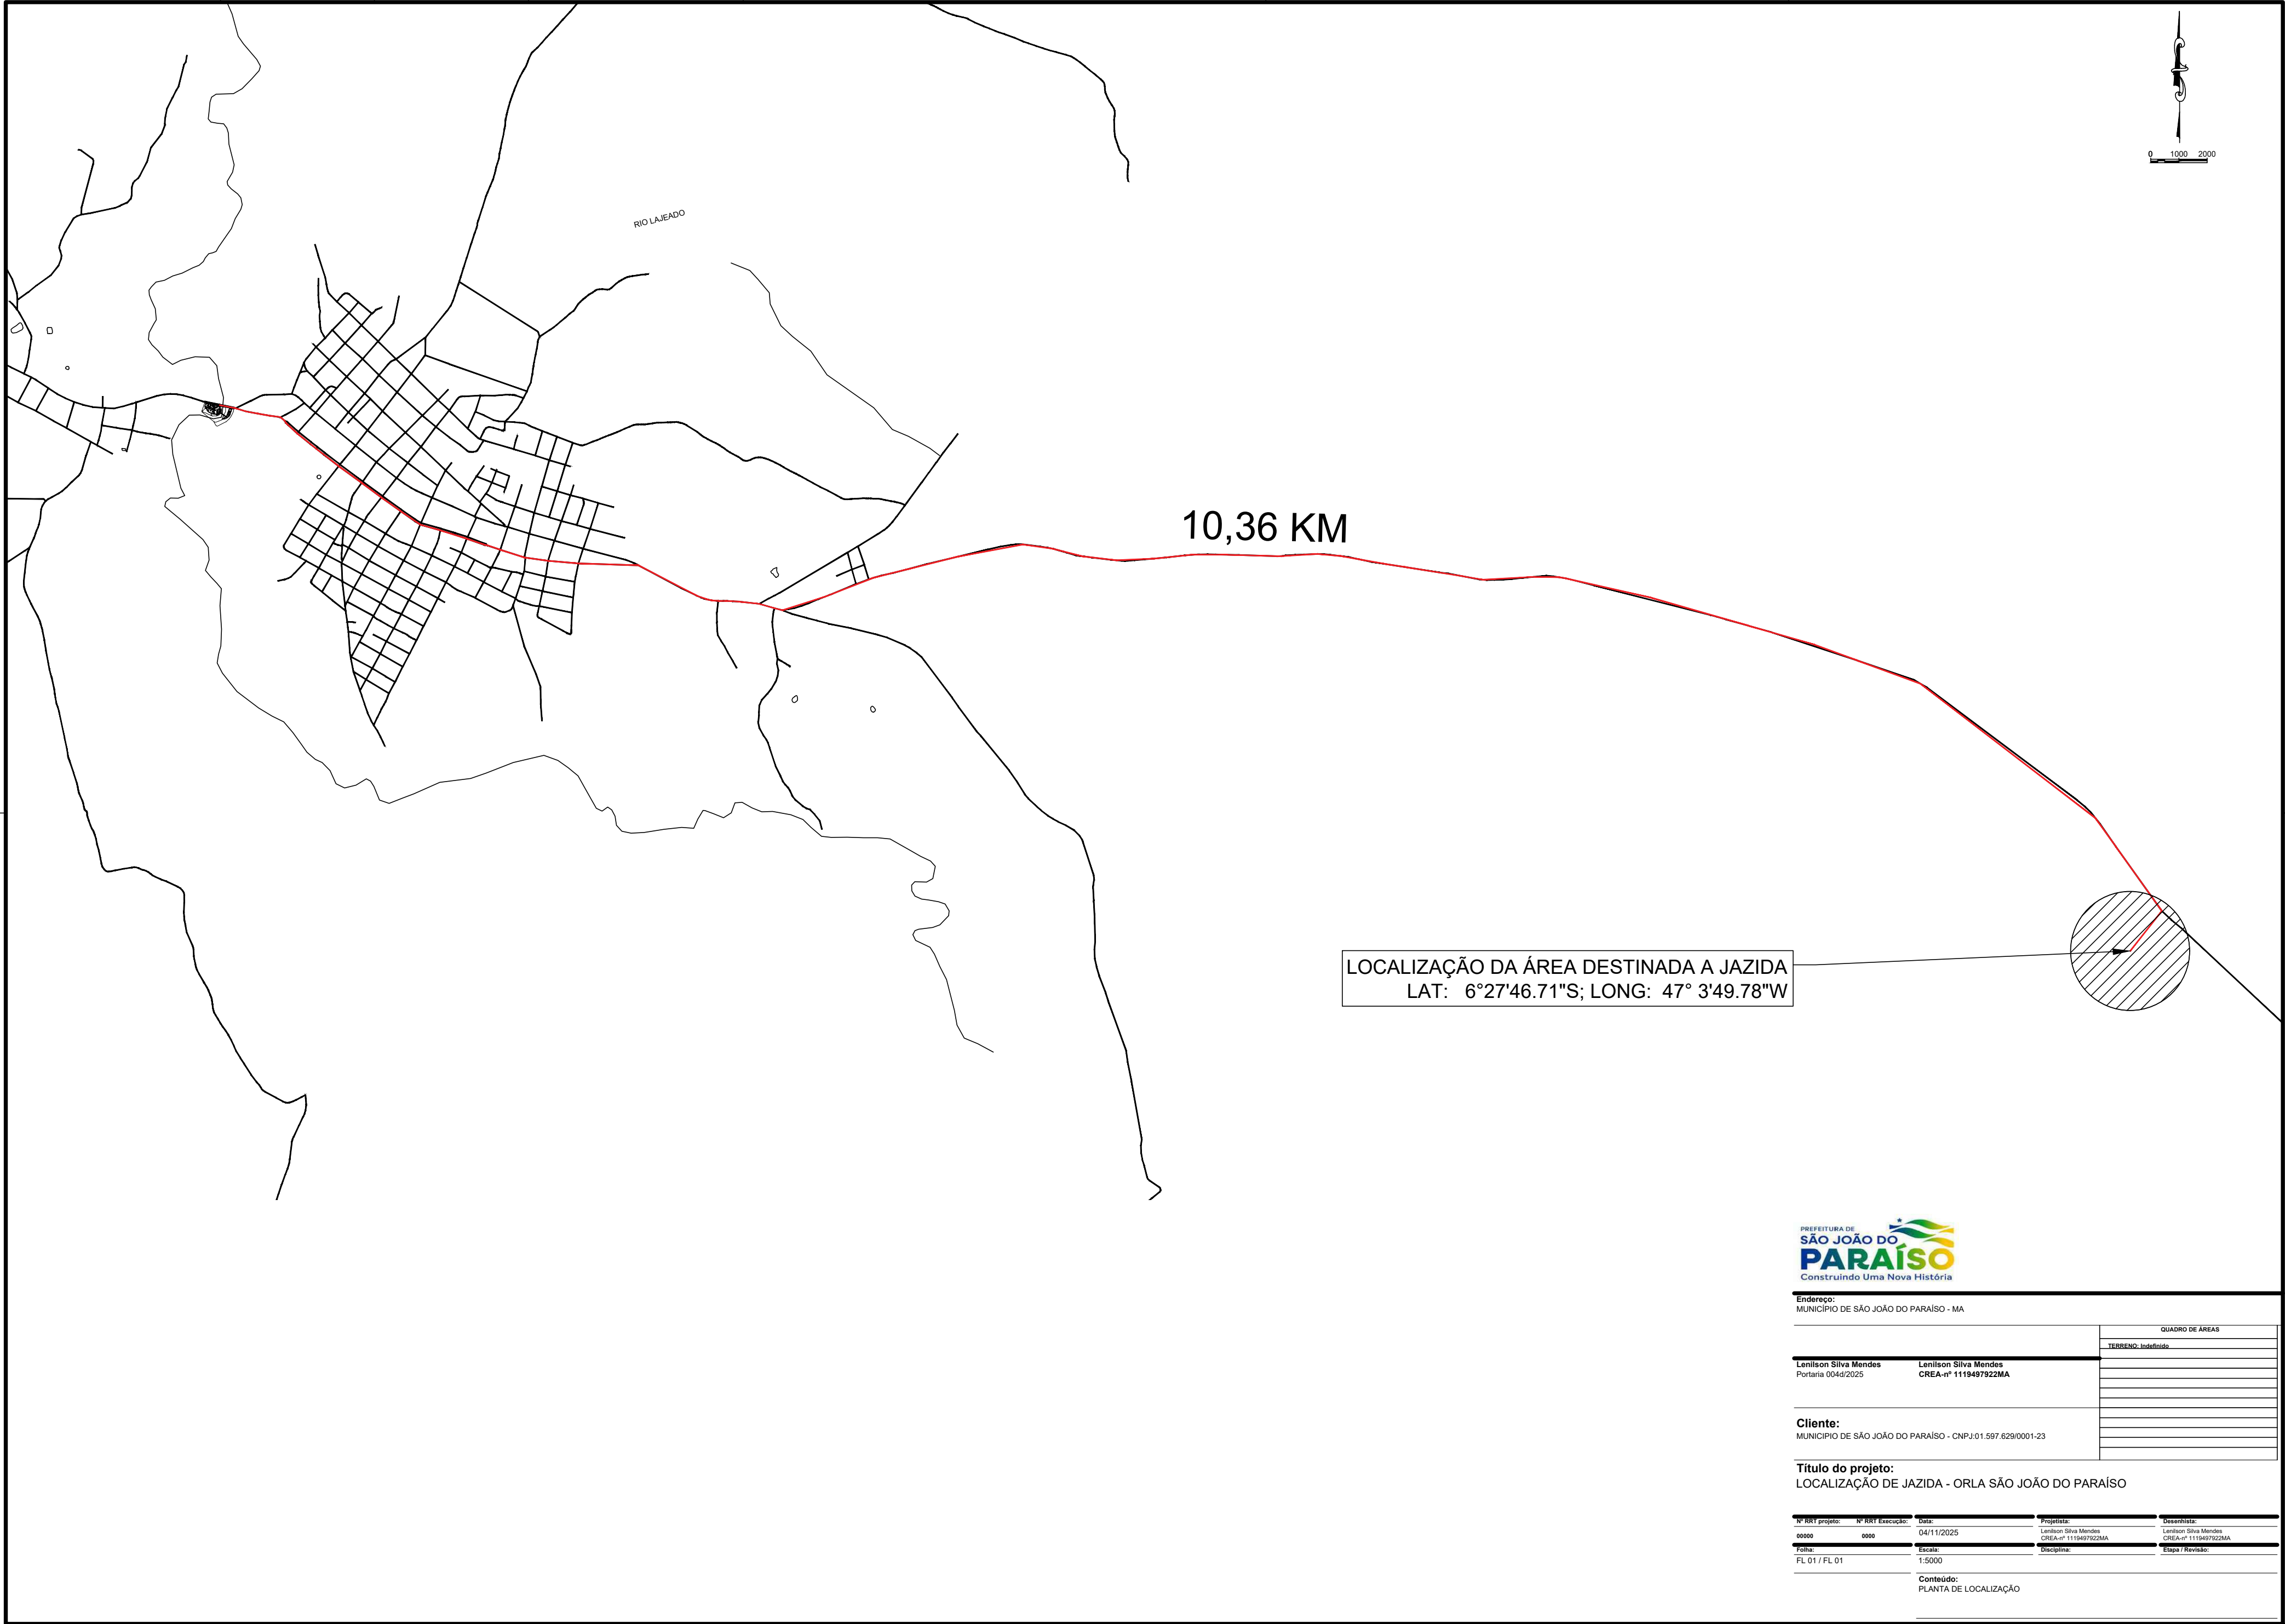 0 1000 2000
RIO LAJEADO
10,36 KM
LOCALIZAÇÃO DA ÁREA DESTINADA A JAZIDA
LAT: 6°27'46.71"S; LONG: 47° 3'49.78"W
PREFEITURA DE
SÃO JOÃO DO
PARAÍSO
Construindo Uma Nova História
Endereço:
MUNICÍPIO DE SÃO JOÃO DO PARAÍSO - MA
QUADRO DE ÁREAS
TERRENO: Indefinido
Lenilson Silva Mendes
Portaria 004d/2025
Lenilson Silva Mendes
CREA-nº 1119497922MA
Cliente:
MUNICIPIO DE SÃO JOÃO DO PARAÍSO - CNPJ:01.597.629/0001-23
Título do projeto:
LOCALIZAÇÃO DE JAZIDA - ORLA SÃO JOÃO DO PARAÍSO
Nº RRT projeto: Nº RRT Execução: Data: Projetista: Desenhista:
00000 0000 04/11/2025
Lenilson Silva Mendes
CREA-nº 1119497922MA
Lenilson Silva Mendes
CREA-nº 1119497922MA
Folha: Escala: Disciplina: Etapa / Revisão:
FL 01 / FL 01 1:5000
Conteúdo:
PLANTA DE LOCALIZAÇÃO